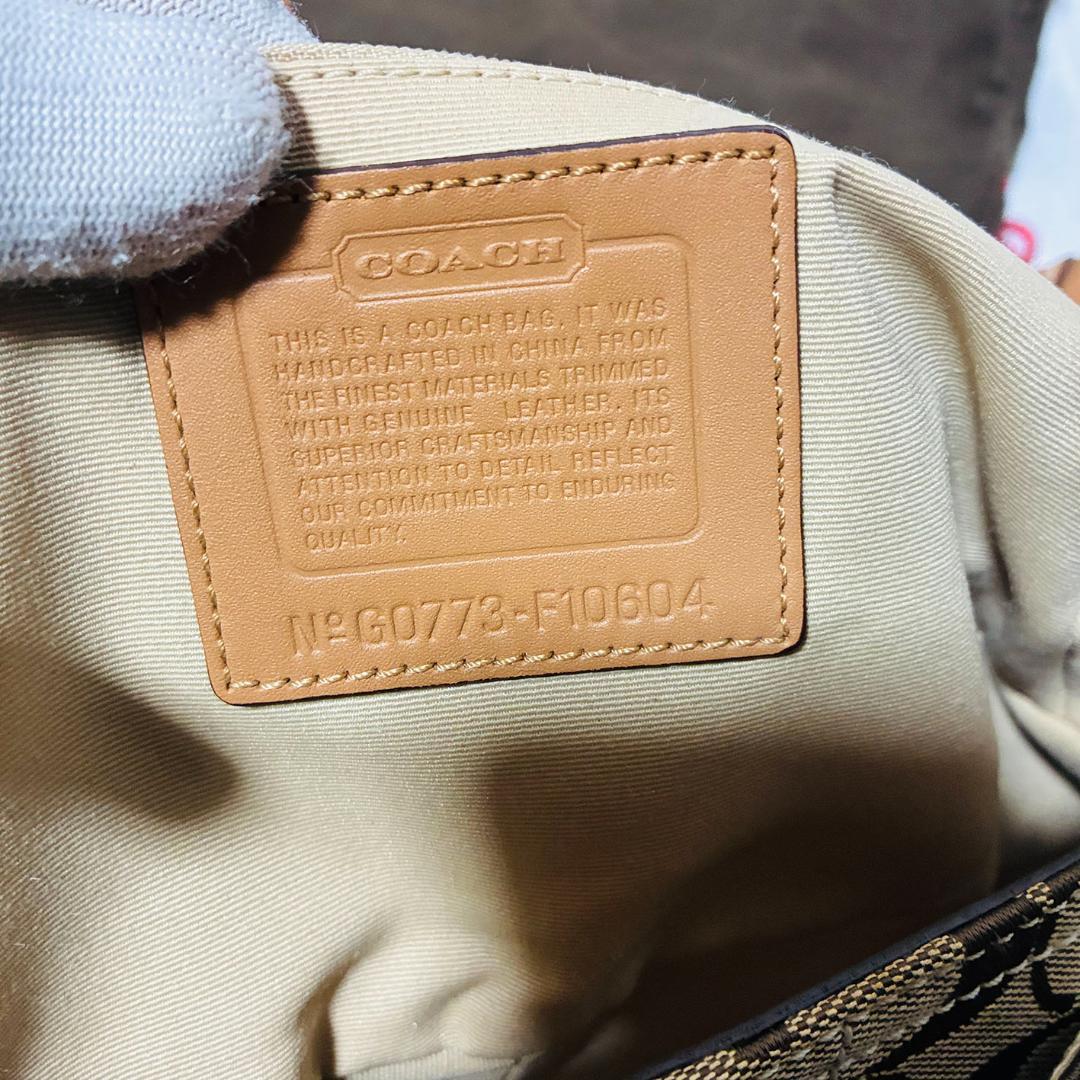 COACH
THIS IS A COACH BAG. IT WAS
HANDCRAFTED IN CHINA FROM
THE FINEST MATERIALS TRIMMED
WITH GENUINE LEATHER. ITS
SUPERIOR CRAFTSMANSHIP AND
ATTENTION TO DETAIL REFLECT
OUR COMMITMENT TO ENDURING
QUALITY.
Nº G0773-F10604